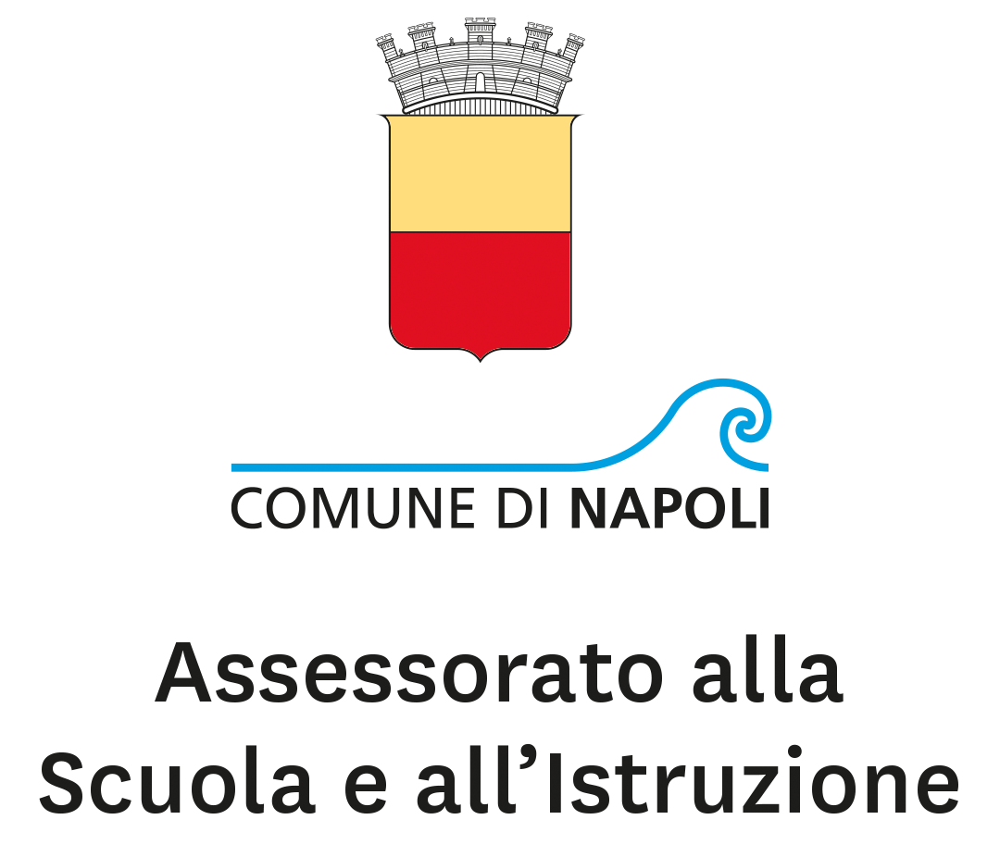 COMUNE DI NAPOLI
Assessorato alla
Scuola e all’Istruzione